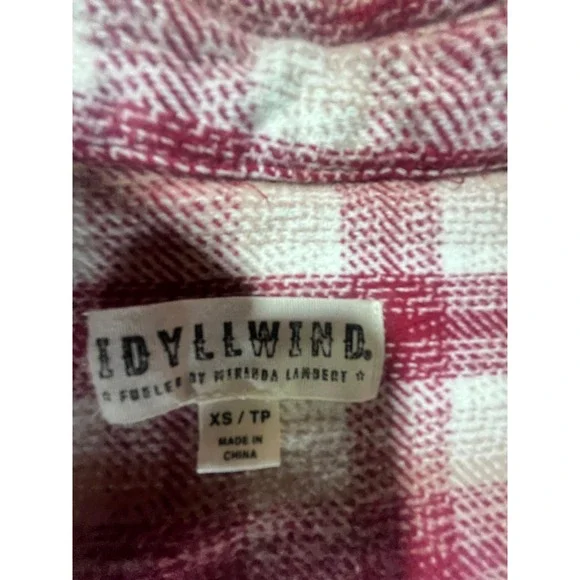 IDYLLWIND®
☆ FUELED BY MIRANDA LAMBERT ☆
XS / TP
MADE IN
CHINA